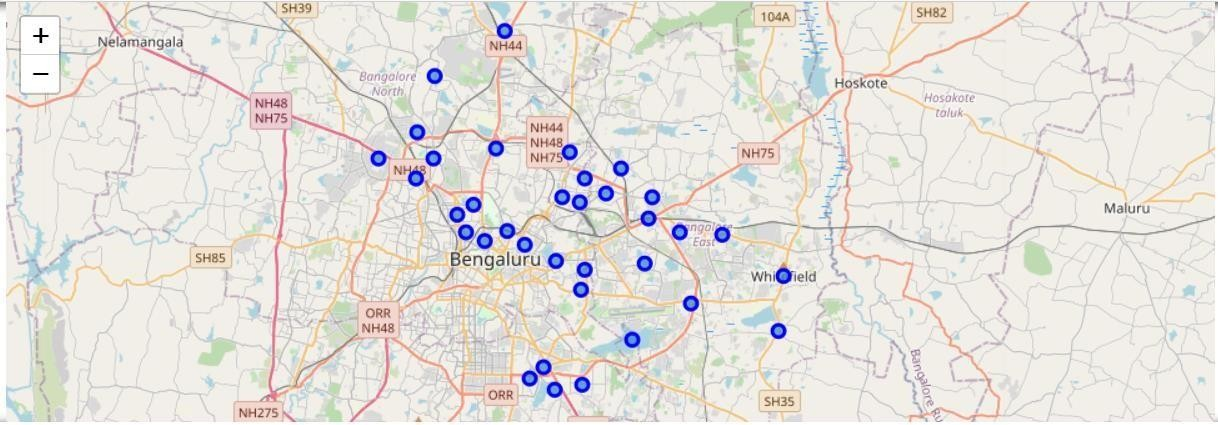 SH39
104A
SH82
+
Nelamangala
NH44
−
Bangalore
North
Hoskote
Hosakote
taluk
NH48
NH75
NH44
NH48
NH75
NH75
NH48
Maluru
East
SH85
Bengaluru
ORR
NH48
ORR
SH35
NH275
Bangalore